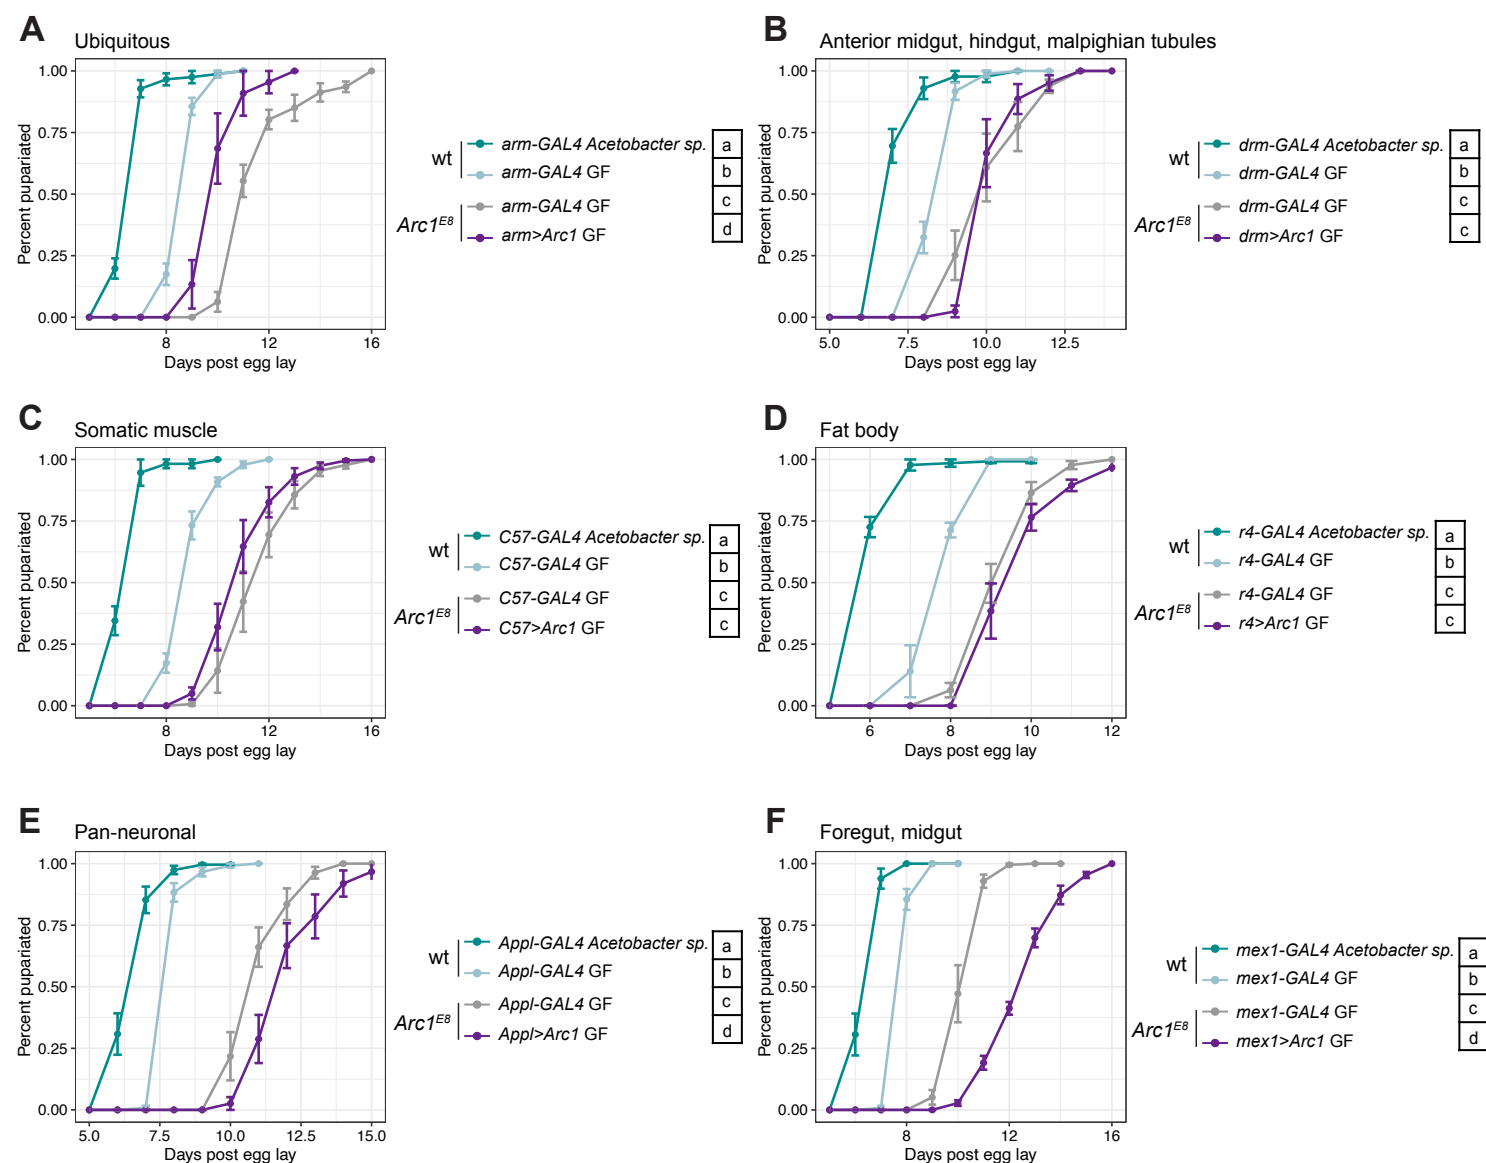 A
Ubiquitous
Percent pupariated
1.00
0.75
0.50
0.25
0.00
8
12
16
Days post egg lay
wt
arm-GAL4 Acetobacter sp.
a
arm-GAL4 GF
b
Arc1E8
arm-GAL4 GF
c
arm>Arc1 GF
d
B
Anterior midgut, hindgut, malpighian tubules
Percent pupariated
1.00
0.75
0.50
0.25
0.00
5.0
7.5
10.0
12.5
Days post egg lay
wt
drm-GAL4 Acetobacter sp.
a
drm-GAL4 GF
b
Arc1E8
drm-GAL4 GF
c
drm>Arc1 GF
c
C
Somatic muscle
Percent pupariated
1.00
0.75
0.50
0.25
0.00
8
12
16
Days post egg lay
wt
C57-GAL4 Acetobacter sp.
a
C57-GAL4 GF
b
Arc1E8
C57-GAL4 GF
c
C57>Arc1 GF
c
D
Fat body
Percent pupariated
1.00
0.75
0.50
0.25
0.00
6
8
10
12
Days post egg lay
wt
r4-GAL4 Acetobacter sp.
a
r4-GAL4 GF
b
Arc1E8
r4-GAL4 GF
c
r4>Arc1 GF
c
E
Pan-neuronal
Percent pupariated
1.00
0.75
0.50
0.25
0.00
5.0
7.5
10.0
12.5
15.0
Days post egg lay
wt
Appl-GAL4 Acetobacter sp.
a
Appl-GAL4 GF
b
Arc1E8
Appl-GAL4 GF
c
Appl>Arc1 GF
d
F
Foregut, midgut
Percent pupariated
1.00
0.75
0.50
0.25
0.00
8
12
16
Days post egg lay
wt
mex1-GAL4 Acetobacter sp.
a
mex1-GAL4 GF
b
Arc1E8
mex1-GAL4 GF
c
mex1>Arc1 GF
d